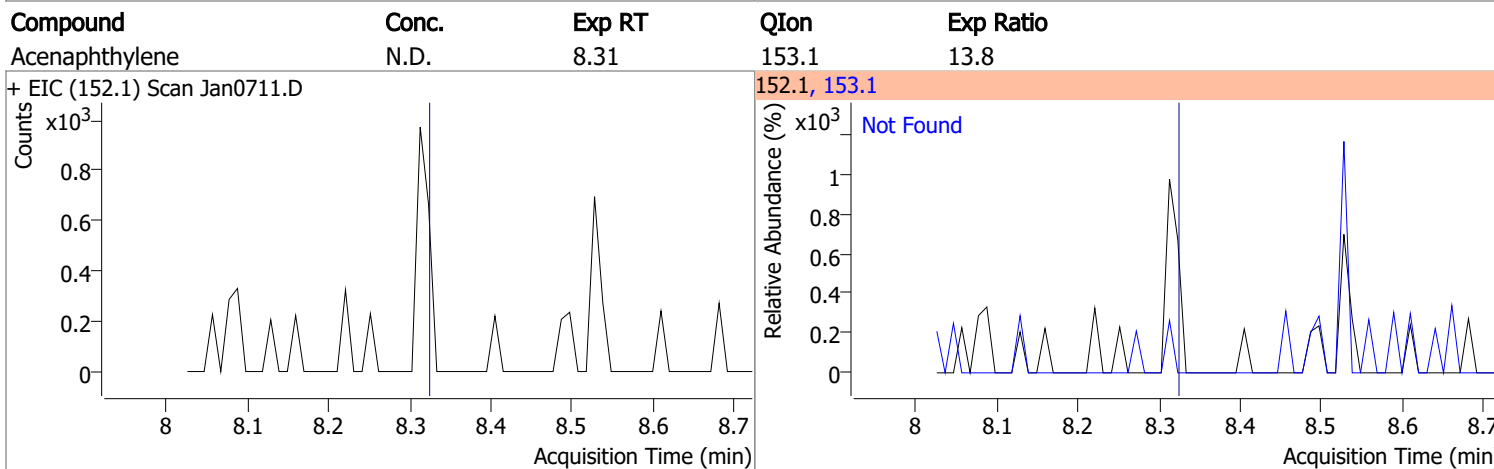 Compound Conc. Exp RT QIon Exp Ratio
Acenaphthylene N.D. 8.31 153.1 13.8
+ EIC (152.1) Scan Jan0711.D
Counts
x10³
0.8
0.6
0.4
0.2
0
8 8.1 8.2 8.3 8.4 8.5 8.6 8.7
Acquisition Time (min)
152.1, 153.1
Relative Abundance (%)
x10³
Not Found
1
0.8
0.6
0.4
0.2
0
8 8.1 8.2 8.3 8.4 8.5 8.6 8.7
Acquisition Time (min